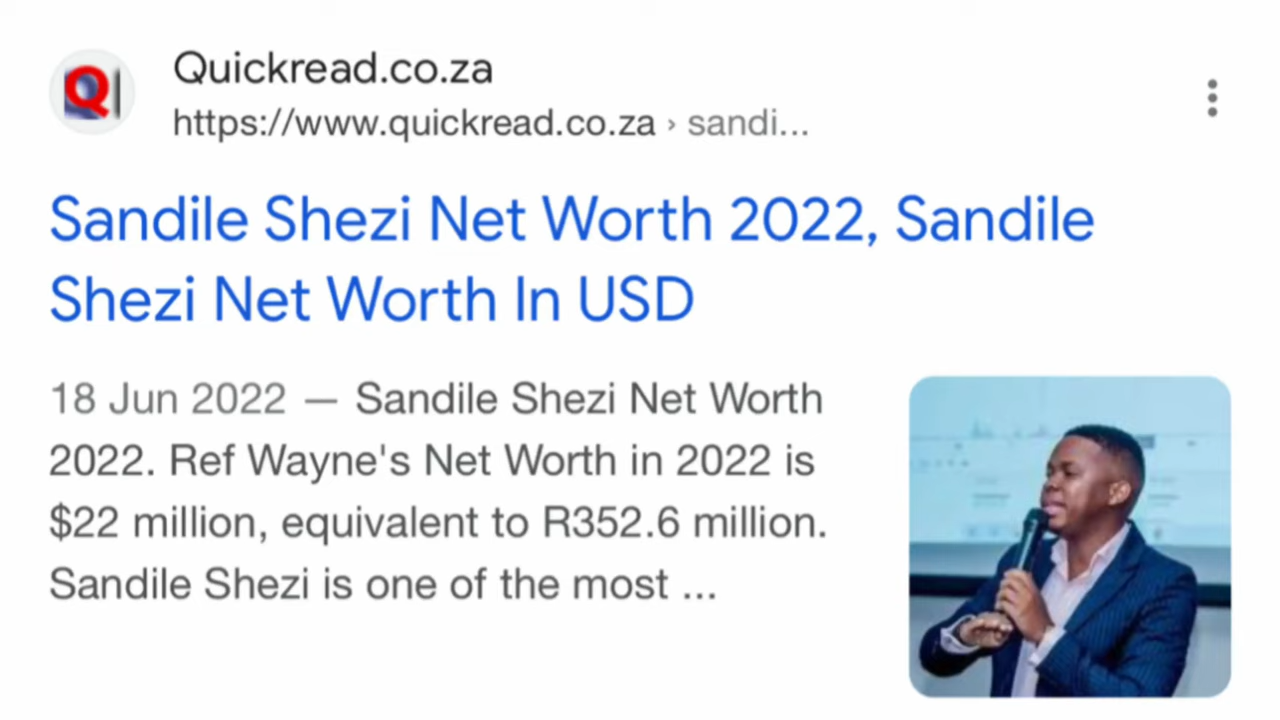 Q
Quickread.co.za
https://www.quickread.co.za › sandi...
Sandile Shezi Net Worth 2022, Sandile
Shezi Net Worth In USD
18 Jun 2022 — Sandile Shezi Net Worth
2022. Ref Wayne's Net Worth in 2022 is
$22 million, equivalent to R352.6 million.
Sandile Shezi is one of the most ...